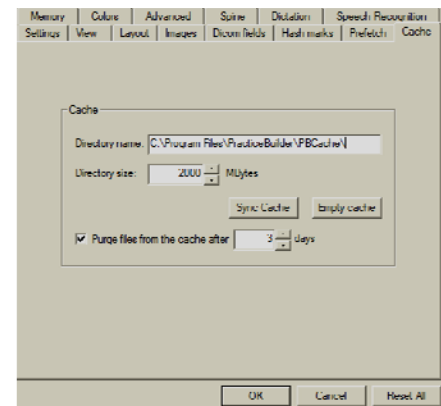 Memory Colors Advanced Spine Dictation Speech Recognition
Settings View Layout Images Dicom fields Hash marks Prefetch Cache
Cache
Directory name: C:\Program Files\PracticeBuilder\PBCache\
Directory size: 2000 MBytes
Sync Cache Empty cache
Purge files from the cache after 3 days
OK Cancel Reset All